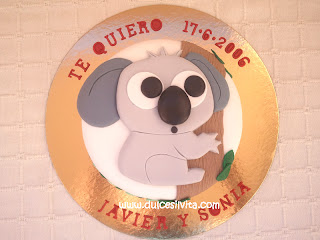 TE QUIERO 17·6·2006
www.dulcesilvita.com
JAVIER Y SONIA